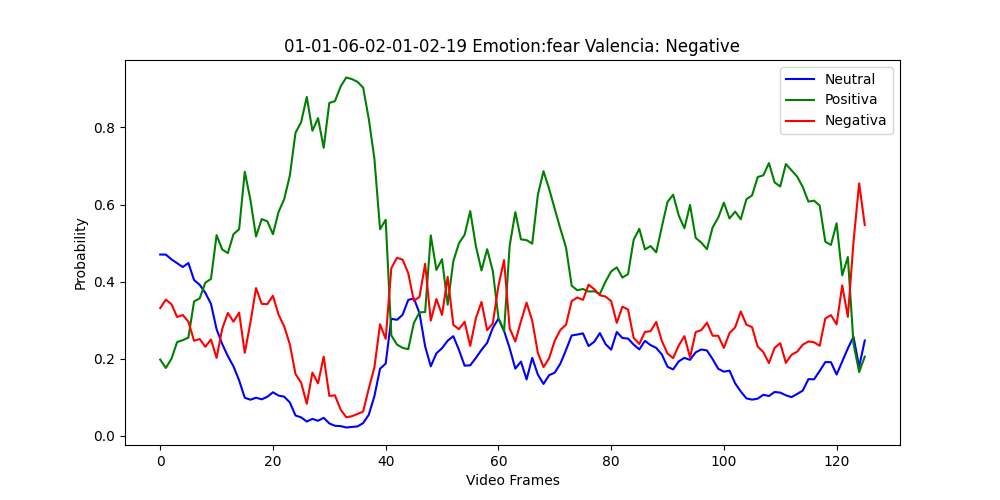 01-01-06-02-01-02-19 Emotion:fear Valencia: Negative
Neutral
Positiva
Negativa
Probability
0.8
0.6
0.4
0.2
0.0
0 20 40 60 80 100 120
Video Frames